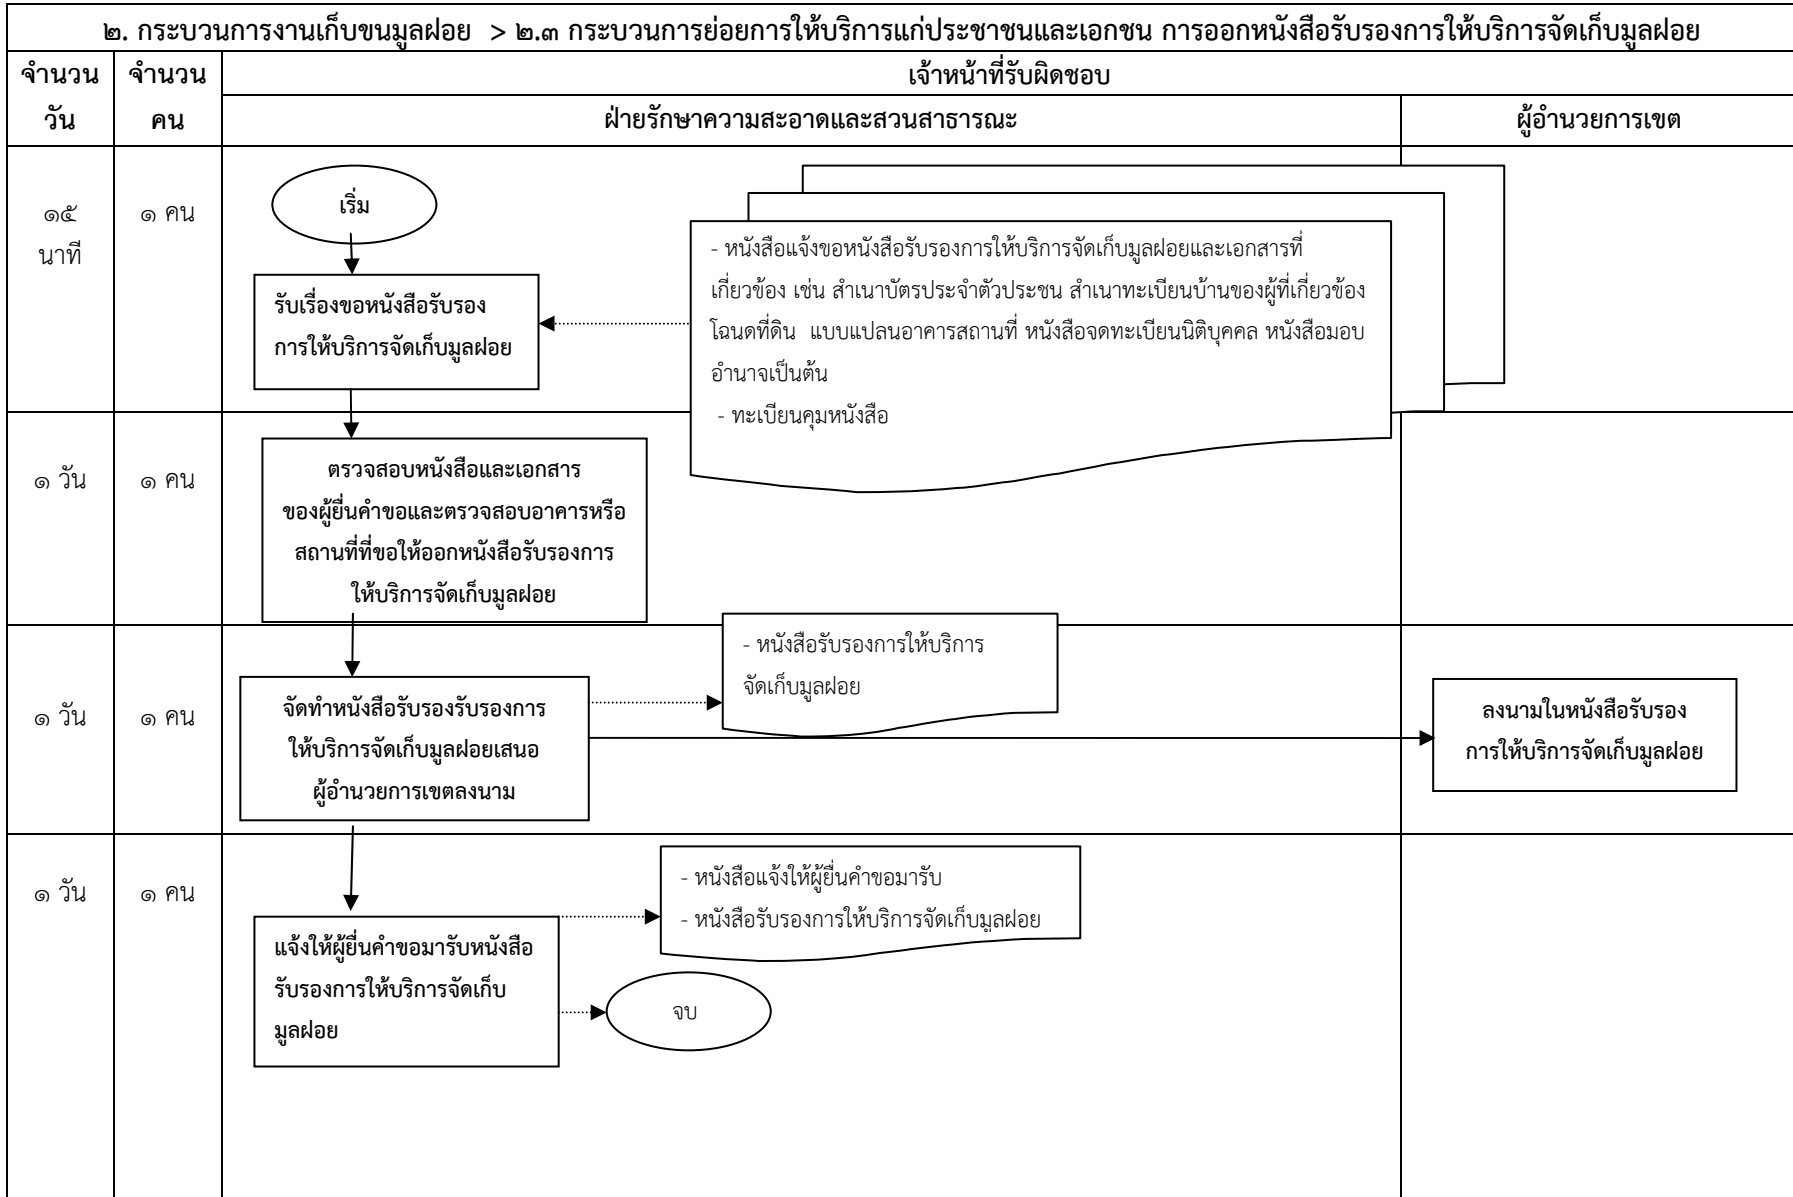 ๒. กระบวนการงานเก็บขนมูลฝอย > ๒.๓ กระบวนการย่อยการให้บริการแก่ประชาชนและเอกชน การออกหนังสือรับรองการให้บริการจัดเก็บมูลฝอย
จำนวน
วัน
จำนวน
คน
เจ้าหน้าที่รับผิดชอบ
ฝ่ายรักษาความสะอาดและสวนสาธารณะ
ผู้อำนวยการเขต
๑๕
นาที
๑ คน
เริ่ม
รับเรื่องขอหนังสือรับรอง
การให้บริการจัดเก็บมูลฝอย
- หนังสือแจ้งขอหนังสือรับรองการให้บริการจัดเก็บมูลฝอยและเอกสารที่
เกี่ยวข้อง เช่น สำเนาบัตรประจำตัวประชน สำเนาทะเบียนบ้านของผู้ที่เกี่ยวข้อง
โฉนดที่ดิน แบบแปลนอาคารสถานที่ หนังสือจดทะเบียนนิติบุคคล หนังสือมอบ
อำนาจเป็นต้น
- ทะเบียนคุมหนังสือ
๑ วัน
๑ คน
ตรวจสอบหนังสือและเอกสาร
ของผู้ยื่นคำขอและตรวจสอบอาคารหรือ
สถานที่ที่ขอให้ออกหนังสือรับรองการ
ให้บริการจัดเก็บมูลฝอย
๑ วัน
๑ คน
จัดทำหนังสือรับรองรับรองการ
ให้บริการจัดเก็บมูลฝอยเสนอ
ผู้อำนวยการเขตลงนาม
- หนังสือรับรองการให้บริการ
จัดเก็บมูลฝอย
ลงนามในหนังสือรับรอง
การให้บริการจัดเก็บมูลฝอย
๑ วัน
๑ คน
แจ้งให้ผู้ยื่นคำขอมารับหนังสือ
รับรองการให้บริการจัดเก็บ
มูลฝอย
- หนังสือแจ้งให้ผู้ยื่นคำขอมารับ
- หนังสือรับรองการให้บริการจัดเก็บมูลฝอย
จบ